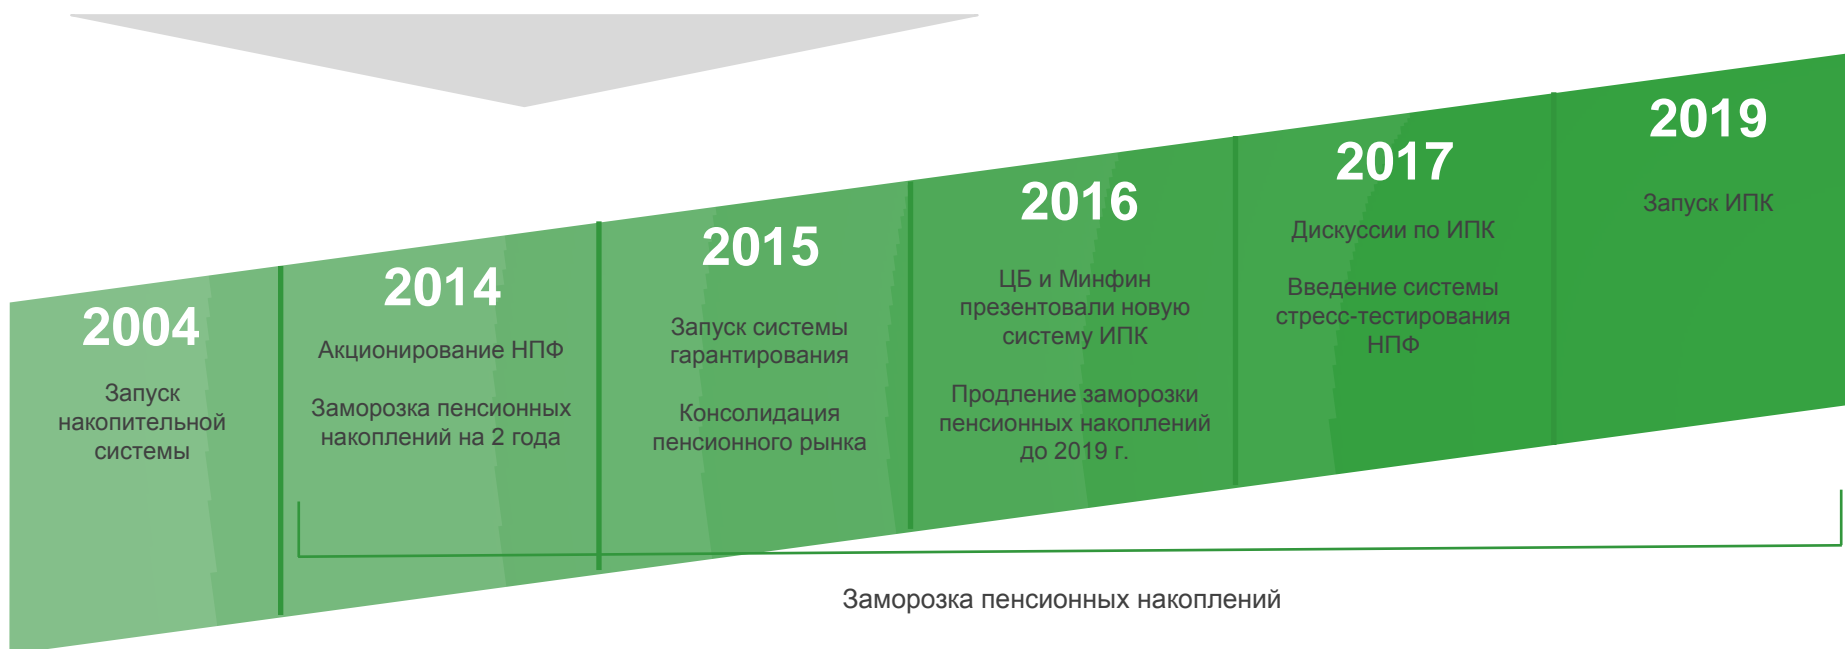 2004
Запуск
накопительной
системы
2014
Акционирование НПФ
Заморозка пенсионных
накоплений на 2 года
2015
Запуск системы
гарантирования
Консолидация
пенсионного рынка
2016
ЦБ и Минфин
презентовали новую
систему ИПК
Продление заморозки
пенсионных накоплений
до 2019 г.
2017
Дискуссии по ИПК
Введение системы
стресс-тестирования
НПФ
2019
Запуск ИПК
Заморозка пенсионных накоплений